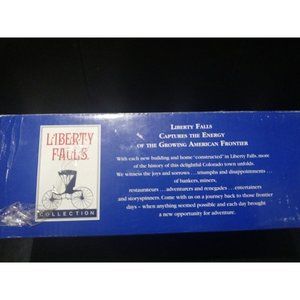 LIBERTY
FALLS
COLLECTION
LIBERTY FALLS
CAPTURES THE ENERGY
OF THE GROWING AMERICAN FRONTIER
With each new building and home "constructed" in Liberty Falls, more
of the history of this delightful Colorado town unfolds.
We witness the joys and sorrows . . . triumphs and disappointments . . .
of bankers, miners,
restaurateurs . . . adventurers and renegades . . . entertainers
and storyspinners. Come with us on a journey back to those frontier
days – when anything seemed possible and each day brought
a new opportunity for adventure.